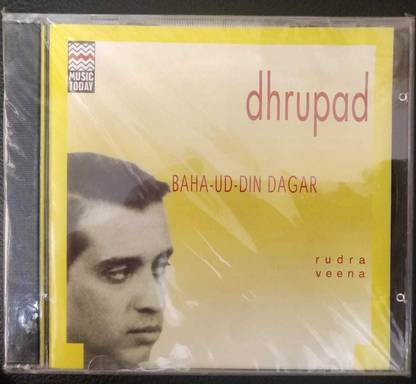 MUSIC
TODAY
dhrupad
BAHA-UD-DIN DAGAR
rudra
veena